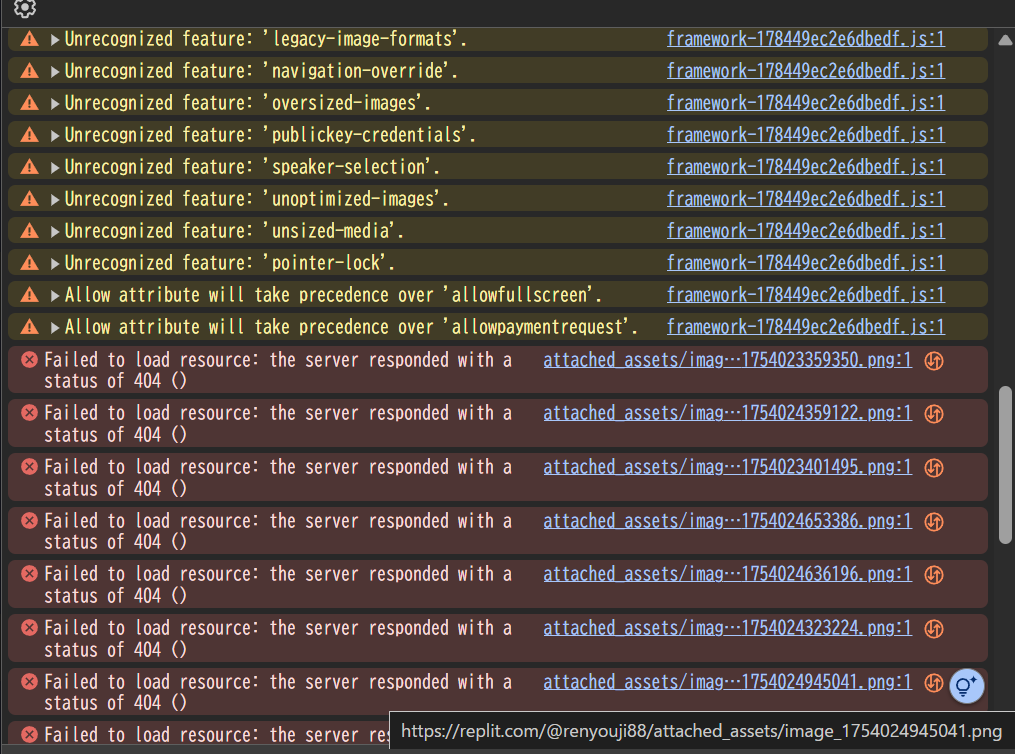 Unrecognized feature: 'legacy-image-formats'. framework-178449ec2e6dbedf.js:1
Unrecognized feature: 'navigation-override'. framework-178449ec2e6dbedf.js:1
Unrecognized feature: 'oversized-images'. framework-178449ec2e6dbedf.js:1
Unrecognized feature: 'publickey-credentials'. framework-178449ec2e6dbedf.js:1
Unrecognized feature: 'speaker-selection'. framework-178449ec2e6dbedf.js:1
Unrecognized feature: 'unoptimized-images'. framework-178449ec2e6dbedf.js:1
Unrecognized feature: 'unsized-media'. framework-178449ec2e6dbedf.js:1
Unrecognized feature: 'pointer-lock'. framework-178449ec2e6dbedf.js:1
Allow attribute will take precedence over 'allowfullscreen'. framework-178449ec2e6dbedf.js:1
Allow attribute will take precedence over 'allowpaymentrequest'. framework-178449ec2e6dbedf.js:1
Failed to load resource: the server responded with a attached_assets/imag…1754023359350.png:1
status of 404 ()
Failed to load resource: the server responded with a attached_assets/imag…1754024359122.png:1
status of 404 ()
Failed to load resource: the server responded with a attached_assets/imag…1754023401495.png:1
status of 404 ()
Failed to load resource: the server responded with a attached_assets/imag…1754024653386.png:1
status of 404 ()
Failed to load resource: the server responded with a attached_assets/imag…1754024636196.png:1
status of 404 ()
Failed to load resource: the server responded with a attached_assets/imag…1754024323224.png:1
status of 404 ()
Failed to load resource: the server responded with a attached_assets/imag…1754024945041.png:1
status of 404 ()
Failed to load resource: the server res
https://replit.com/@renyouji88/attached_assets/image_1754024945041.png